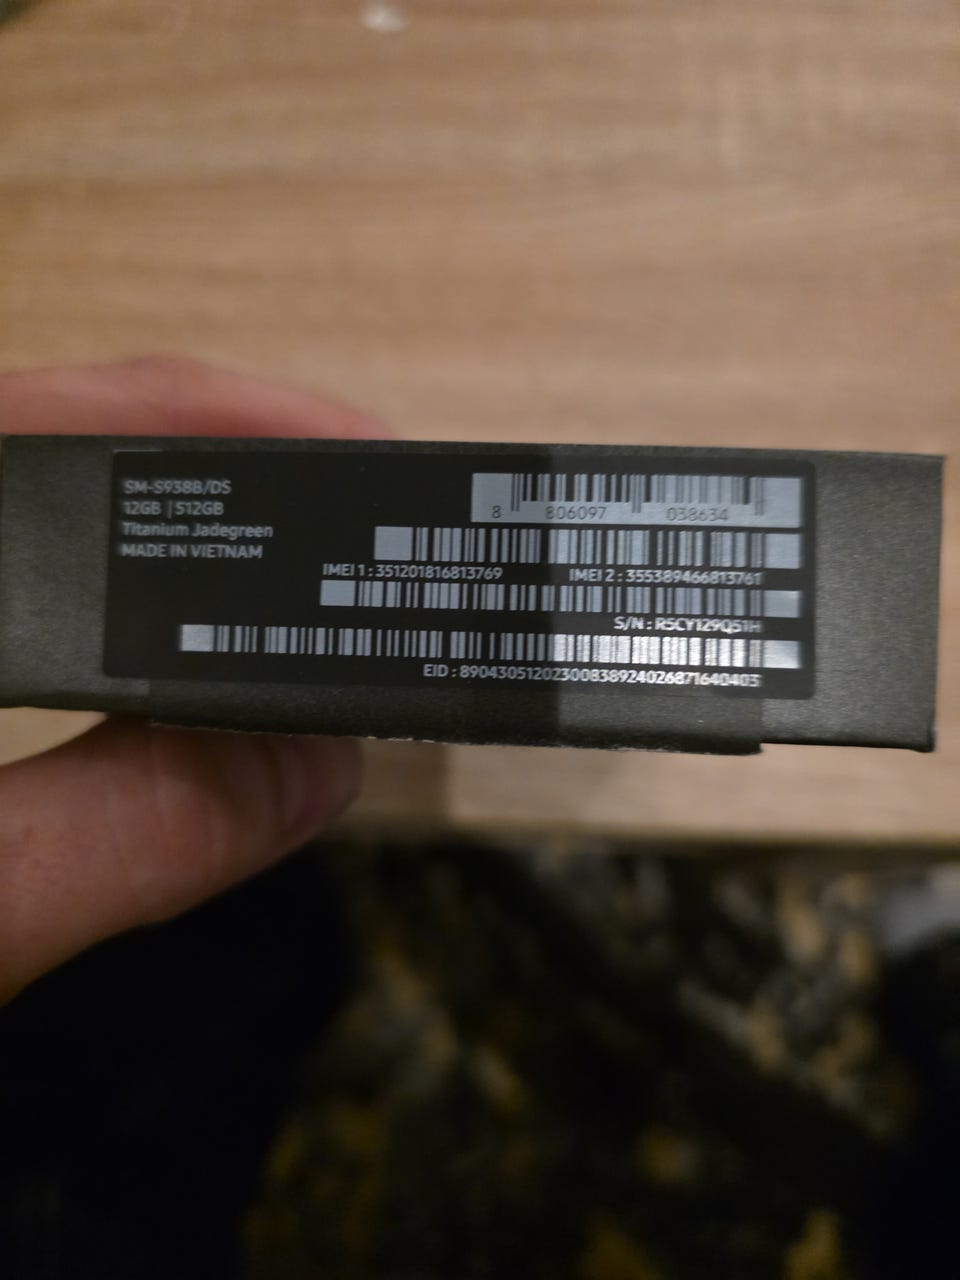 SM-S938B/DS
12GB | 512GB
Titanium Jadegreen
MADE IN VIETNAM
8 806097 038634
IMEI 1 : 351201816813769 IMEI 2 : 355389466813761
S/N : R5CY129QS1H
EID : 89043051202300838924026871640403